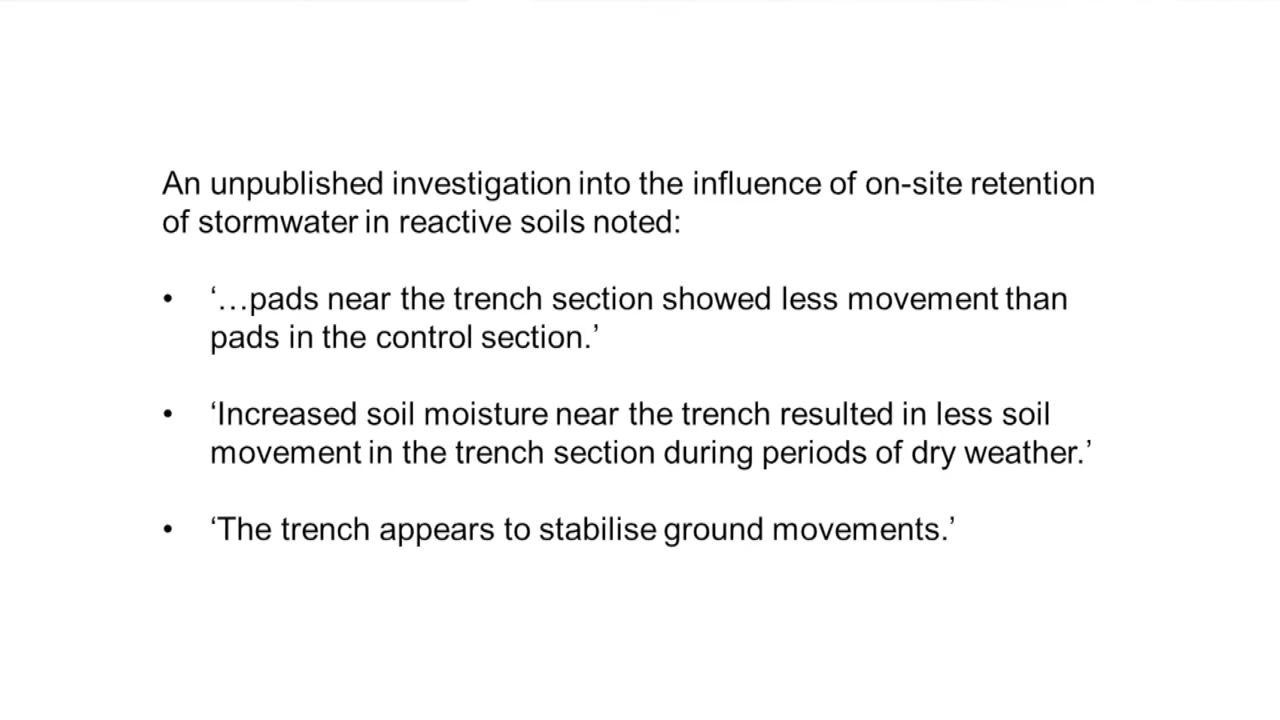 An unpublished investigation into the influence of on-site retention
of stormwater in reactive soils noted:
• ‘…pads near the trench section showed less movement than
pads in the control section.’
• ‘Increased soil moisture near the trench resulted in less soil
movement in the trench section during periods of dry weather.’
• ‘The trench appears to stabilise ground movements.’